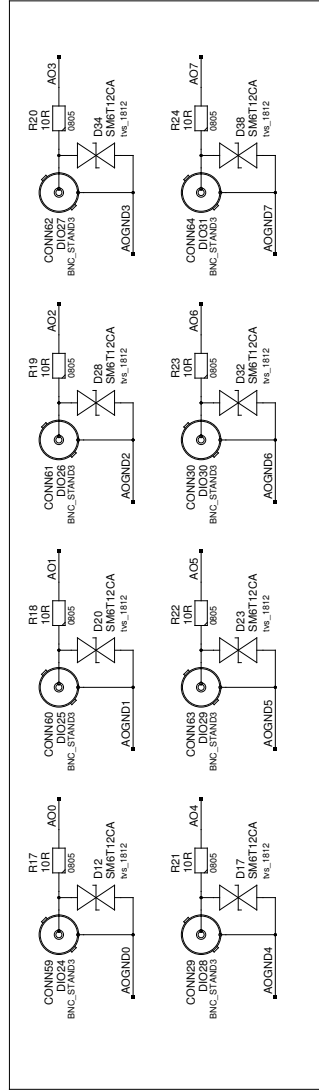 CONN59
DIO24
BNC_STAND3
R17
10R
0805
AO0
D12
SM6T12CA
tvs_1812
AOGND0
CONN60
DIO25
BNC_STAND3
R18
10R
0805
AO1
D20
SM6T12CA
tvs_1812
AOGND1
CONN61
DIO26
BNC_STAND3
R19
10R
0805
AO2
D28
SM6T12CA
tvs_1812
AOGND2
CONN62
DIO27
BNC_STAND3
R20
10R
0805
AO3
D34
SM6T12CA
tvs_1812
AOGND3
CONN29
DIO28
BNC_STAND3
R21
10R
0805
AO4
D17
SM6T12CA
tvs_1812
AOGND4
CONN63
DIO29
BNC_STAND3
R22
10R
0805
AO5
D23
SM6T12CA
tvs_1812
AOGND5
CONN30
DIO30
BNC_STAND3
R23
10R
0805
AO6
D32
SM6T12CA
tvs_1812
AOGND6
CONN64
DIO31
BNC_STAND3
R24
10R
0805
AO7
D38
SM6T12CA
tvs_1812
AOGND7